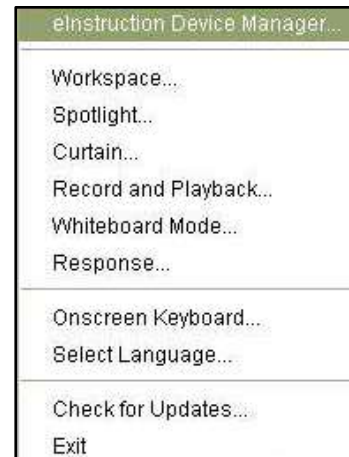 eInstruction Device Manager...
Workspace...
Spotlight...
Curtain...
Record and Playback...
Whiteboard Mode...
Response...
Onscreen Keyboard...
Select Language...
Check for Updates...
Exit